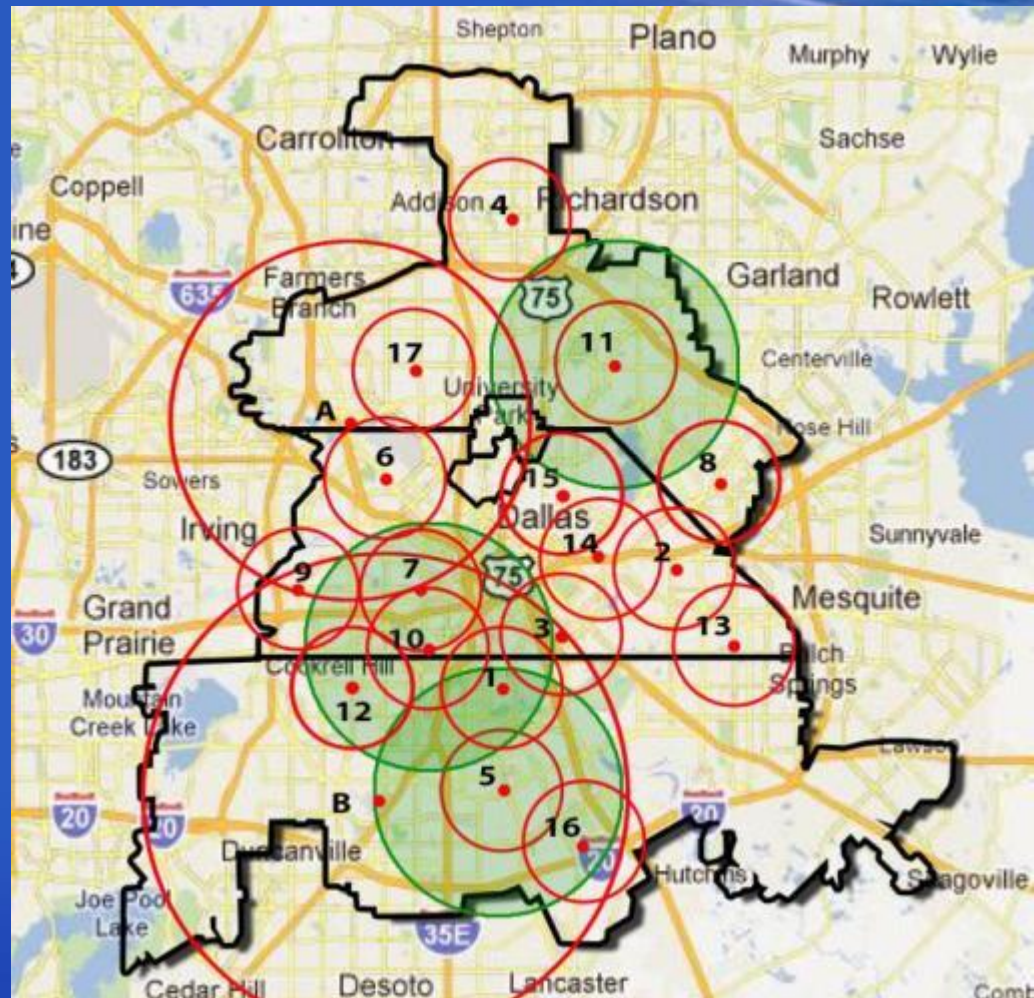 Shepton
Plano
Murphy
Wylie
Carrollton
Sachse
Coppell
Addison
4
Richardson
ine
Farmers
Branch
635
75
Garland
Rowlett
17
11
Centerville
University
Park
A
Rose Hill
183
Sowers
6
15
8
Irving
Dallas
Sunnyvale
14
2
9
7
75
Grand
Prairie
30
Mesquite
10
3
13
Cockrell Hill
1
Balch
Springs
Mountain
Creek Lake
12
5
B
20
20
20
16
20
Duncanville
Hutchins
Seagoville
Joe Pool
Lake
35E
Cedar Hill
Desoto
Lancaster